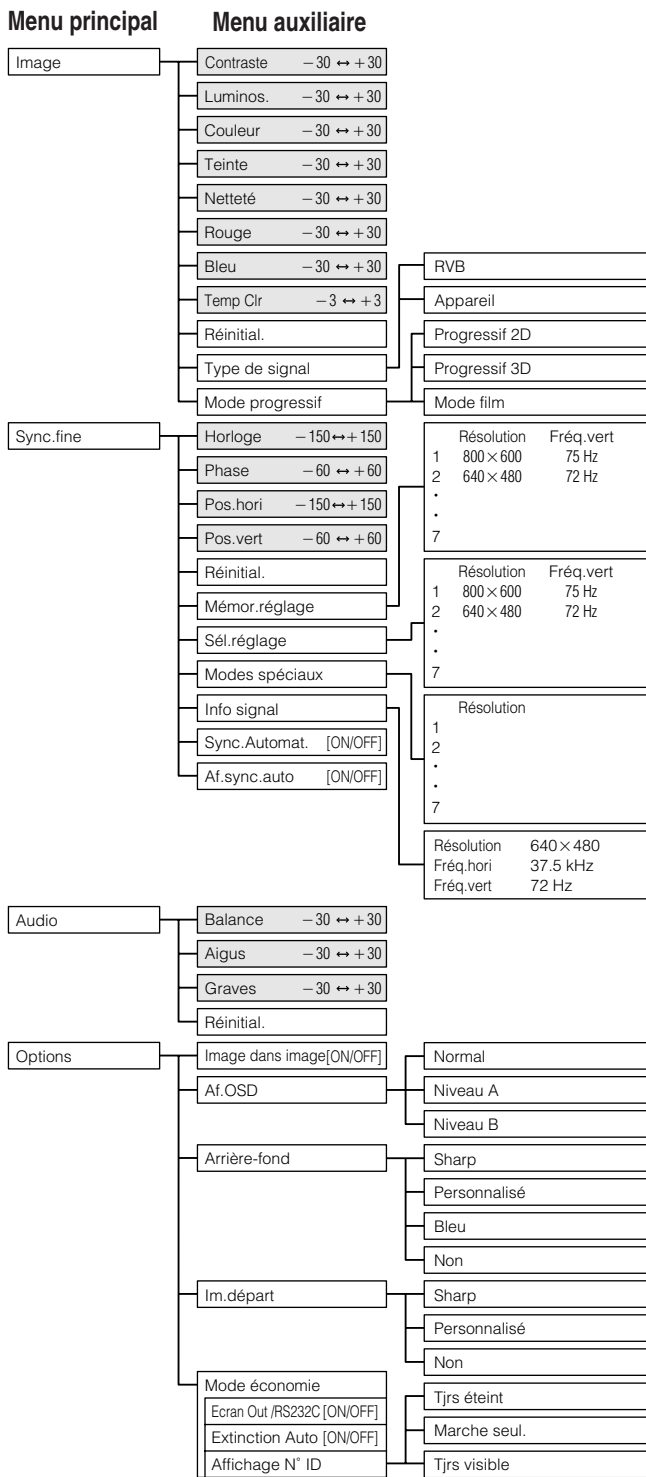 Menu principal Menu auxiliaire
Image
Contraste −30 ↔ +30
Luminos. −30 ↔ +30
Couleur −30 ↔ +30
Teinte −30 ↔ +30
Netteté −30 ↔ +30
Rouge −30 ↔ +30
Bleu −30 ↔ +30
Temp Clr −3 ↔ +3
Réinitial.
Type de signal
RVB
Appareil
Mode progressif
Progressif 2D
Progressif 3D
Mode film
Sync.fine
Horloge −150↔+150
Phase −60 ↔ +60
Pos.hori −150↔+150
Pos.vert −60 ↔ +60
Réinitial.
Mémor.réglage
Résolution Fréq.vert
1 800×600 75 Hz
2 640×480 72 Hz
•
•
7
Sél.réglage
Résolution Fréq.vert
1 800×600 75 Hz
2 640×480 72 Hz
•
•
7
Modes spéciaux
Résolution
1
2
•
•
7
Info signal
Résolution 640×480
Fréq.hori 37.5 kHz
Fréq.vert 72 Hz
Sync.Automat. [ON/OFF]
Af.sync.auto [ON/OFF]
Audio
Balance −30 ↔ +30
Aigus −30 ↔ +30
Graves −30 ↔ +30
Réinitial.
Options
Image dans image[ON/OFF]
Af.OSD
Normal
Niveau A
Niveau B
Arrière-fond
Sharp
Personnalisé
Bleu
Non
Im.départ
Sharp
Personnalisé
Non
Mode économie
Ecran Out /RS232C [ON/OFF]
Extinction Auto [ON/OFF]
Affichage N° ID
Tjrs éteint
Marche seul.
Tjrs visible